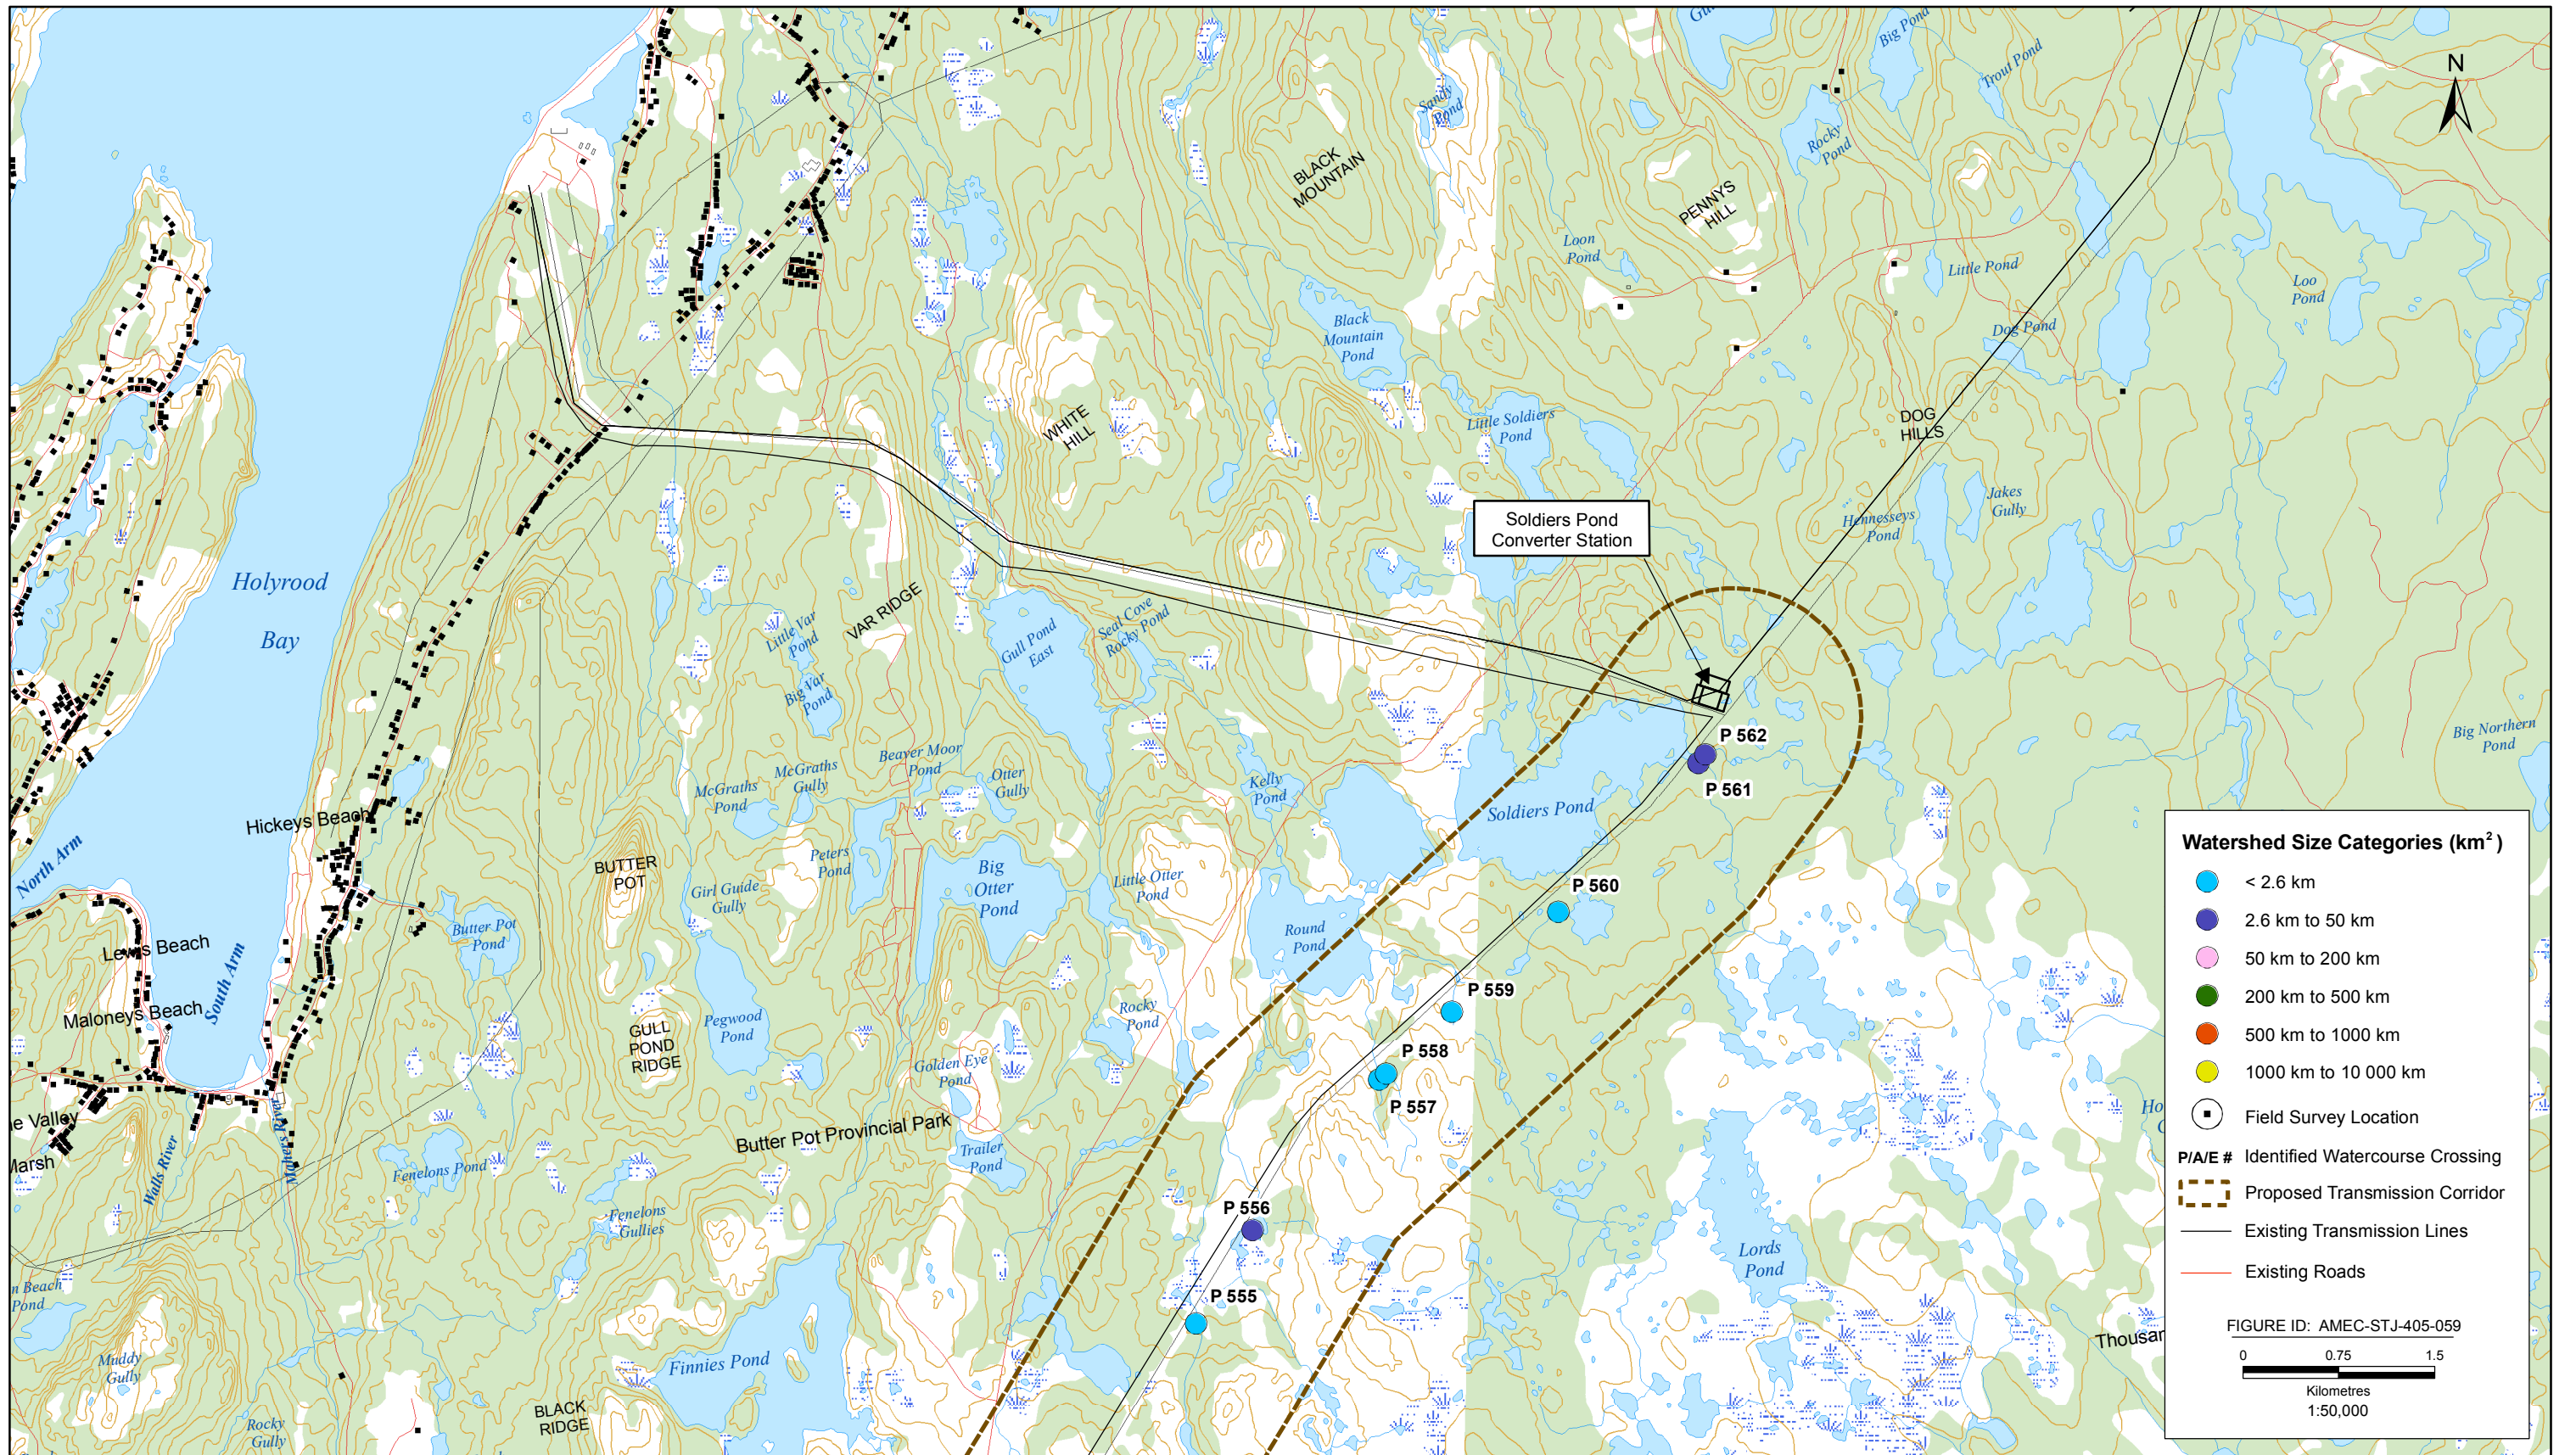 Big Pond
Trout Pond
N
Sandy
Pond
Rocky
Pond
BLACK
MOUNTAIN
PENNYS
HILL
Loon
Pond
Little Pond
Loo
Pond
Dog Pond
Black
Mountain
Pond
WHITE
HILL
Little Soldiers
Pond
DOG
HILLS
Jakes
Gully
Hennesseys
Pond
Soldiers Pond
Converter Station
Holyrood
Bay
Little Var
Pond
VAR RIDGE
Gull Pond
East
Seal Cove
Rocky Pond
Big Var
Pond
Big Northern
Pond
P 562
P 561
Beaver Moor
Pond
McGraths
Gully
McGraths
Pond
Otter
Gully
Kelly
Pond
Soldiers Pond
Hickeys Beach
North Arm
BUTTER
POT
Peters
Pond
Girl Guide
Gully
Big
Otter
Pond
Little Otter
Pond
P 560
Butter Pot
Pond
Round
Pond
Lewis Beach
South Arm
Maloneys Beach
P 559
Rocky
Pond
Pegwood
Pond
GULL
POND
RIDGE
P 558
Golden Eye
Pond
P 557
Butter Pot Provincial Park
Trailer
Pond
e Valley
Marsh
Walls River
Mahers River
Fenelons Pond
Fenelons
Gullies
P 556
Lords
Pond
n Beach
Pond
P 555
Finnies Pond
Muddy
Gully
BLACK
RIDGE
Rocky
Gully
Thousan
Ho
Watershed Size Categories (km²)
< 2.6 km
2.6 km to 50 km
50 km to 200 km
200 km to 500 km
500 km to 1000 km
1000 km to 10 000 km
Field Survey Location
P/A/E # Identified Watercourse Crossing
Proposed Transmission Corridor
Existing Transmission Lines
Existing Roads
FIGURE ID: AMEC-STJ-405-059
0 0.75 1.5
Kilometres
1:50,000